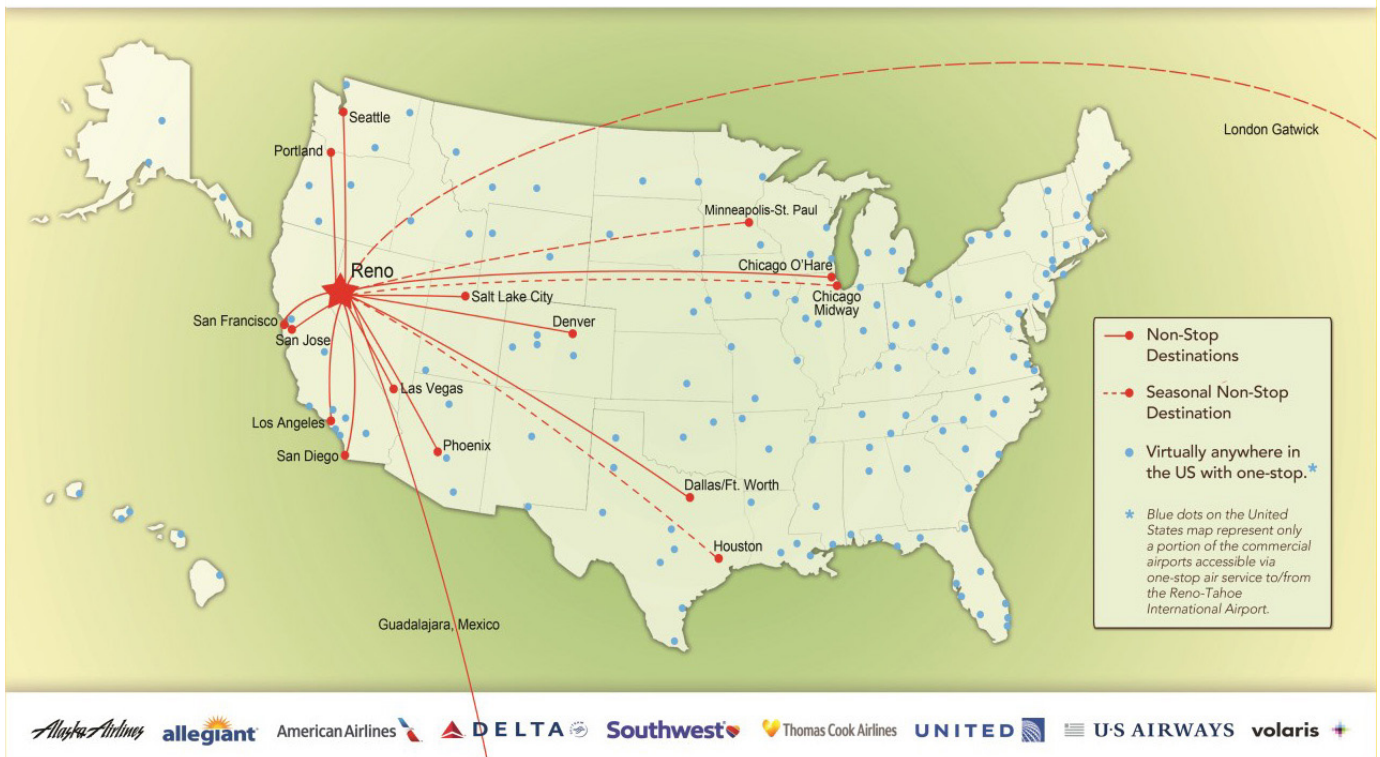 London Gatwick
Seattle
Portland
Minneapolis-St. Paul
Reno
Chicago O'Hare
Salt Lake City
Chicago
Midway
San Francisco
Denver
San Jose
Las Vegas
Los Angeles
Phoenix
San Diego
Dallas/Ft. Worth
Houston
Guadalajara, Mexico
Non-Stop
Destinations
Seasonal Non-Stop
Destination
Virtually anywhere in
the US with one-stop.*
* Blue dots on the United
States map represent only
a portion of the commercial
airports accessible via
one-stop air service to/from
the Reno-Tahoe
International Airport.
Alaska Airlines allegiant American Airlines DELTA Southwest Thomas Cook Airlines UNITED U·S AIRWAYS volaris